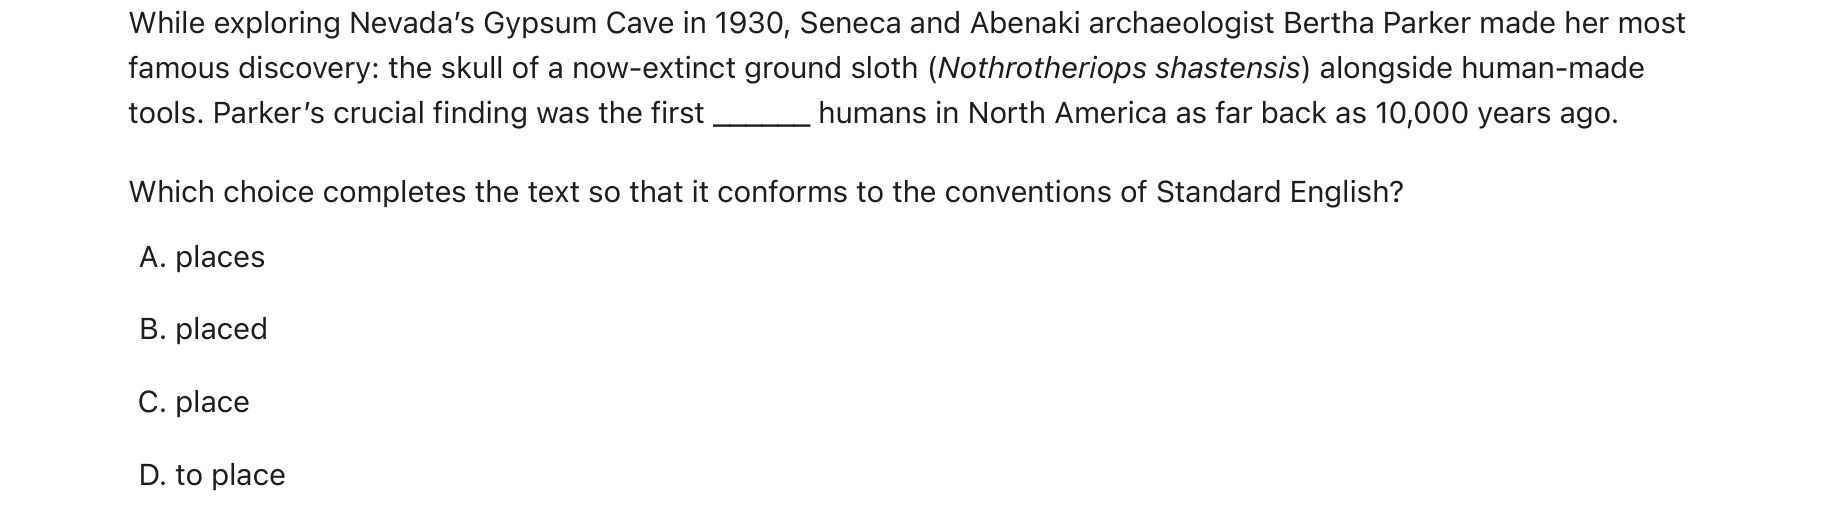 While exploring Nevada’s Gypsum Cave in 1930, Seneca and Abenaki archaeologist Bertha Parker made her most
famous discovery: the skull of a now-extinct ground sloth (Nothrotheriops shastensis) alongside human-made
tools. Parker’s crucial finding was the first ______ humans in North America as far back as 10,000 years ago.
Which choice completes the text so that it conforms to the conventions of Standard English?
A. places
B. placed
C. place
D. to place